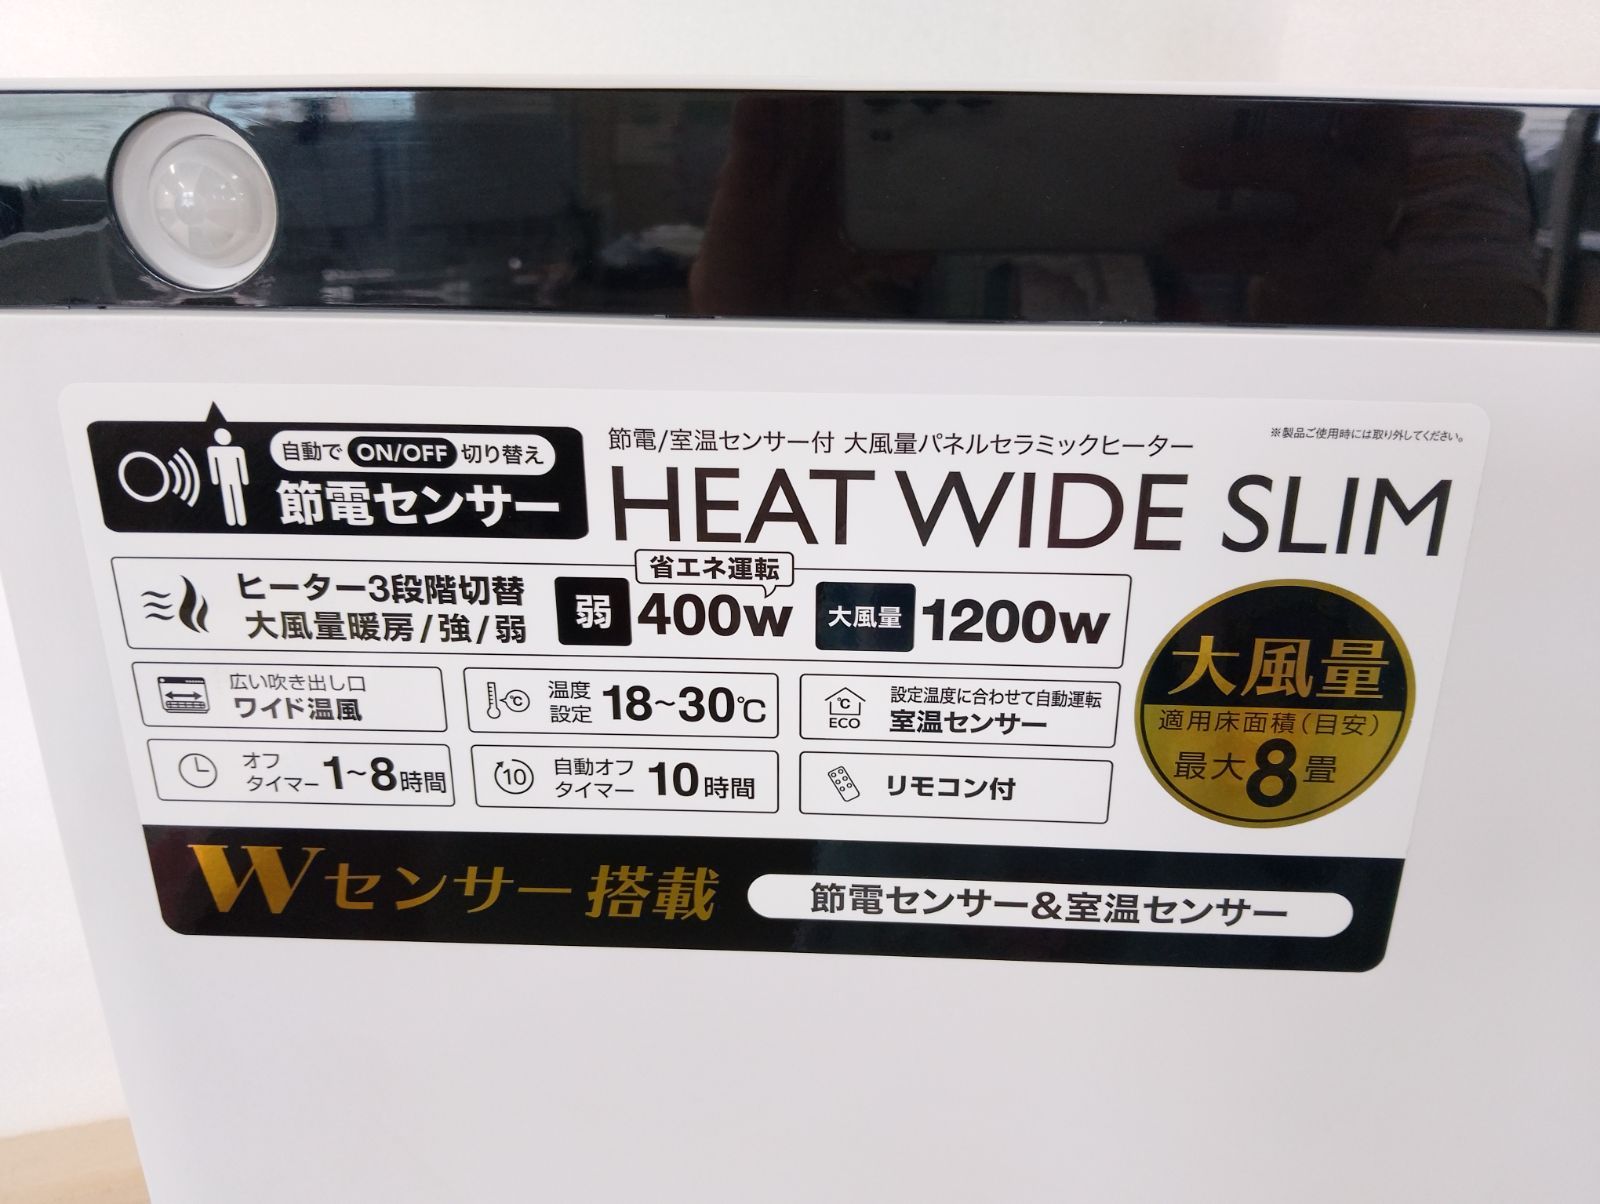 自動で ON/OFF 切り替え
節電センサー
節電/室温センサー付 大風量パネルセラミックヒーター
※製品ご使用時には取り外してください。
HEAT WIDE SLIM
ヒーター3段階切替
大風量暖房/強/弱
省エネ運転
弱 400w 大風量 1200w
広い吹き出し口
ワイド温風
温度
設定 18~30℃
℃
℃
ECO
設定温度に合わせて自動運転
室温センサー
オフ
タイマー 1~8時間
10
自動オフ
タイマー 10時間
リモコン付
大風量
適用床面積(目安)
最大8畳
Wセンサー搭載 節電センサー&室温センサー